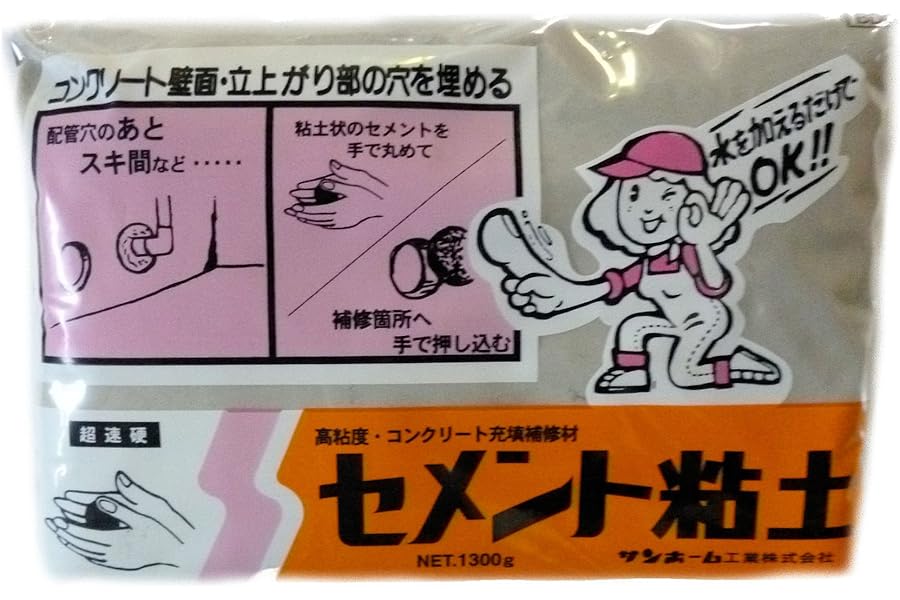 コンクリート壁面・立上がり部の穴を埋める
配管穴のあと
スキ間など・・・・・
粘土状のセメントを
手で丸めて
補修箇所へ
手で押し込む
水を加えるだけで
OK!!
超速硬
高粘度・コンクリート充填補修材
セメント粘土
NET.1300g
サンホーム工業株式会社